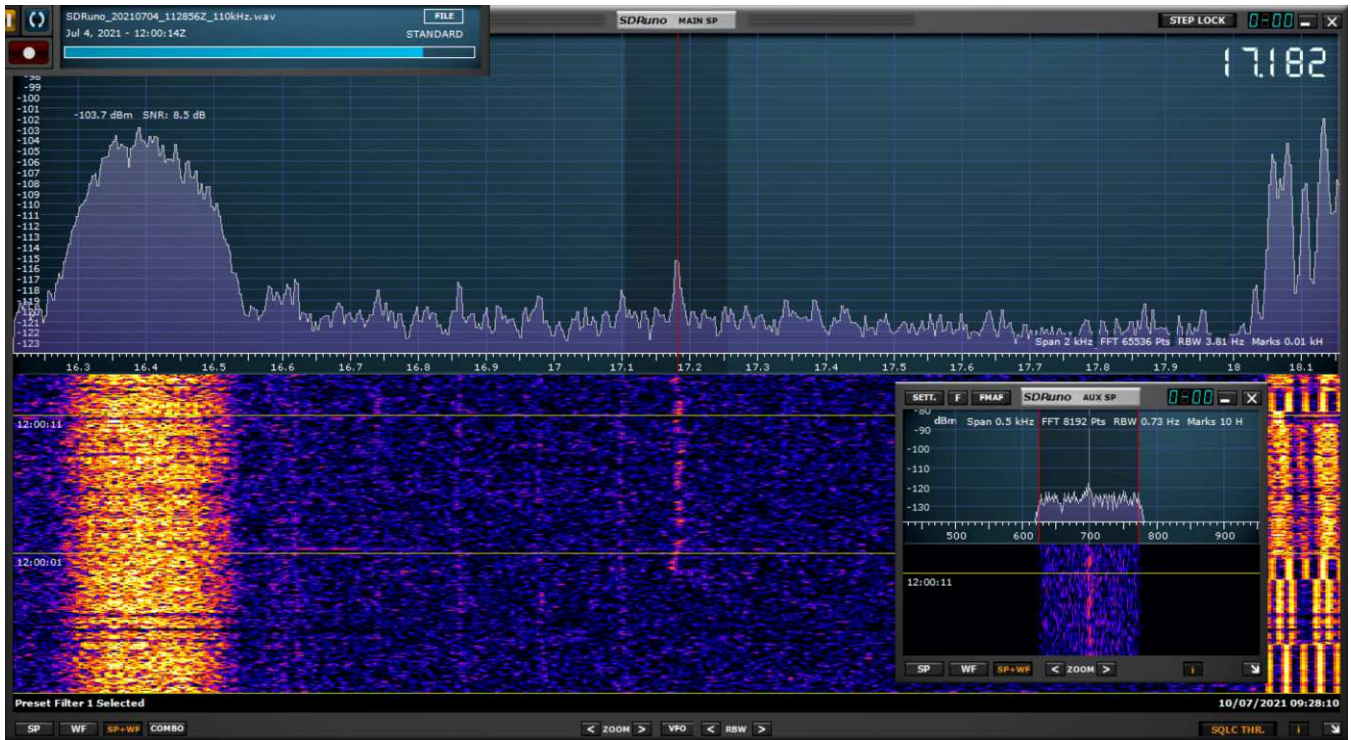 SDRuno_20210704_112856Z_110kHz.wav FILE
Jul 4, 2021 - 12:00:14Z STANDARD
SDRuno MAIN SP
STEP LOCK 0-00
17.182
-98
-99
-100
-101
-102
-103
-104
-105
-106
-107
-108
-109
-110
-111
-112
-113
-114
-115
-116
-117
-118
-119
-120
-121
-122
-123
-103.7 dBm SNR: 8.5 dB
Span 2 kHz FFT 65536 Pts RBW 3.81 Hz Marks 0.01 kH
16.3 16.4 16.5 16.6 16.7 16.8 16.9 17 17.1 17.2 17.3 17.4 17.5 17.6 17.7 17.8 17.9 18 18.1
12:00:11
12:00:01
SETT. F FMAF SDRuno AUX SP 0-00
-80
dBm Span 0.5 kHz FFT 8192 Pts RBW 0.73 Hz Marks 10 H
-90
-100
-110
-120
-130
500 600 700 800 900
12:00:11
SP WF SP+WF < ZOOM > i
Preset Filter 1 Selected 10/07/2021 09:28:10
SP WF SP+WF COMBO < ZOOM > VFO < RBW > SQLC THR. i